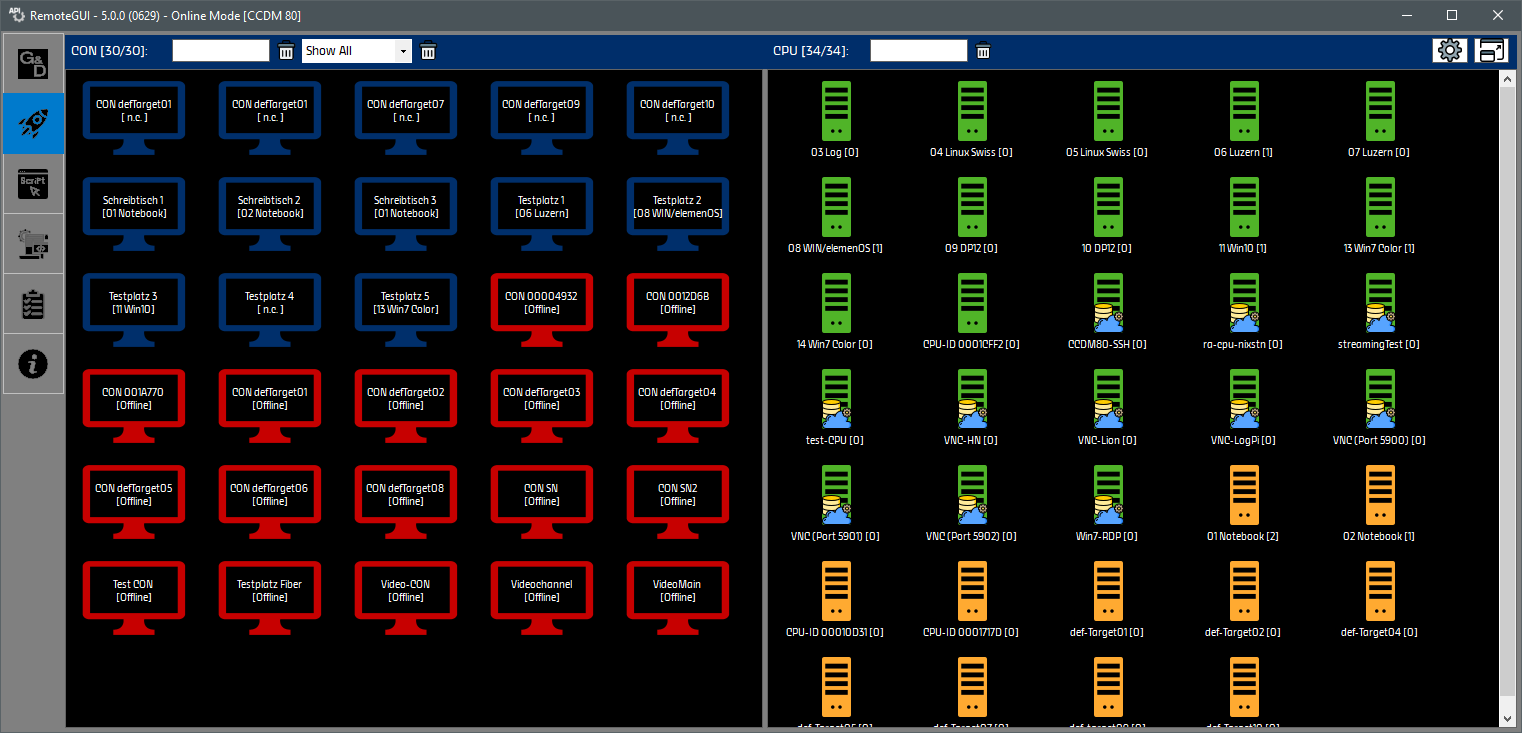 RemoteGUI - 5.0.0 (0629) - Online Mode [CCDM 80]
CON [30/30]:
Show All
CPU [34/34]:
G&D
Script
CON defTarget01
[ n.c. ]
CON defTarget01
[ n.c. ]
CON defTarget07
[ n.c. ]
CON defTarget09
[ n.c. ]
CON defTarget10
[ n.c. ]
Schreibtisch 1
[01 Notebook]
Schreibtisch 2
[02 Notebook]
Schreibtisch 3
[01 Notebook]
Testplatz 1
[06 Luzern]
Testplatz 2
[08 WIN/elemenOS]
Testplatz 3
[11 Win10]
Testplatz 4
[ n.c. ]
Testplatz 5
[13 Win7 Color]
CON 00004932
[Offline]
CON 0012D6B
[Offline]
CON 001A770
[Offline]
CON defTarget01
[Offline]
CON defTarget02
[Offline]
CON defTarget03
[Offline]
CON defTarget04
[Offline]
CON defTarget05
[Offline]
CON defTarget06
[Offline]
CON defTarget08
[Offline]
CON SN
[Offline]
CON SN2
[Offline]
Test CON
[Offline]
Testplatz Fiber
[Offline]
Video-CON
[Offline]
Videochannel
[Offline]
VideoMain
[Offline]
03 Log [0]
04 Linux Swiss [0]
05 Linux Swiss [0]
06 Luzern [1]
07 Luzern [0]
08 WIN/elemenOS [1]
09 DP12 [0]
10 DP12 [0]
11 Win10 [1]
13 Win7 Color [1]
14 Win7 Color [0]
CPU-ID 0001CFF2 [0]
CCDM80-SSH [0]
ra-cpu-nixstn [0]
streamingTest [0]
test-CPU [0]
VNC-HN [0]
VNC-Lion [0]
VNC-LogPi [0]
VNC (Port 5900) [0]
VNC (Port 5901) [0]
VNC (Port 5902) [0]
Win7-RDP [0]
01 Notebook [2]
02 Notebook [1]
CPU-ID 00010D31 [0]
CPU-ID 0001717D [0]
def-Target01 [0]
def-Target02 [0]
def-Target04 [0]